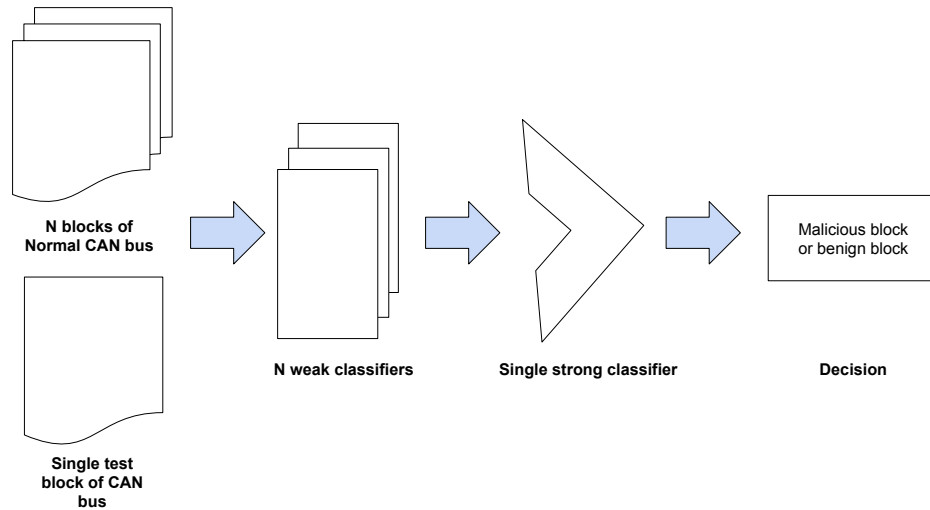 N blocks of
Normal CAN bus
Single test
block of CAN
bus
N weak classifiers
Single strong classifier
Malicious block
or benign block
Decision